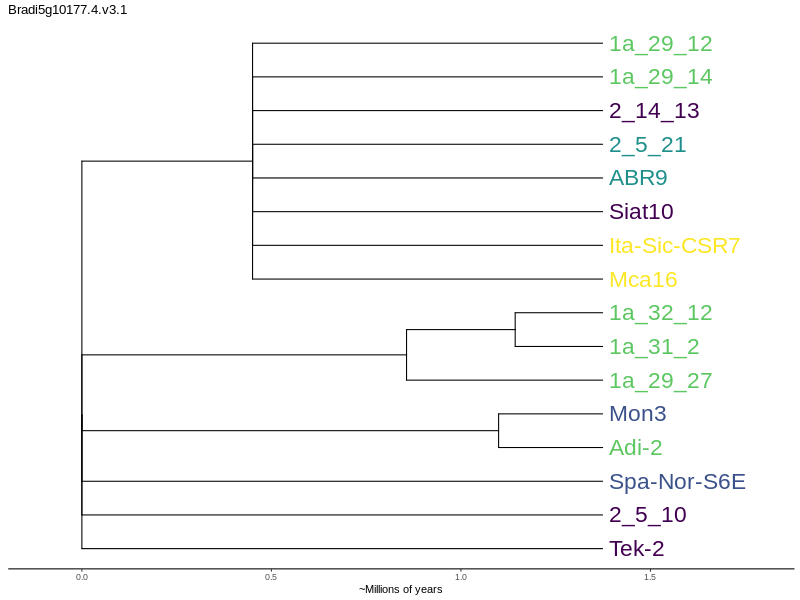 Bradi5g10177.4.v3.1
1a_29_12
1a_29_14
2_14_13
2_5_21
ABR9
Siat10
Ita-Sic-CSR7
Mca16
1a_32_12
1a_31_2
1a_29_27
Mon3
Adi-2
Spa-Nor-S6E
2_5_10
Tek-2
0.0 0.5 1.0 1.5
~Millions of years